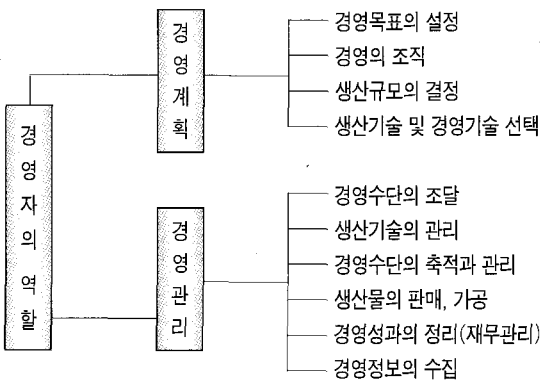 경영자의 역할
경영계획
경영목표의 설정
경영의 조직
생산규모의 결정
생산기술 및 경영기술 선택
경영관리
경영수단의 조달
생산기술의 관리
경영수단의 축적과 관리
생산물의 판매, 가공
경영성과의 정리(재무관리)
경영정보의 수집